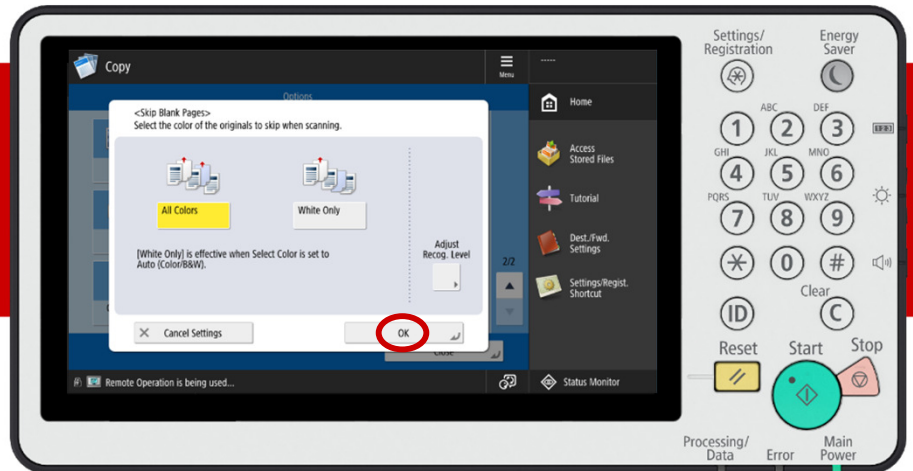 Copy
Menu
-----
Options
<Skip Blank Pages>
Select the color of the originals to skip when scanning.
All Colors
White Only
[White Only] is effective when Select Color is set to
Auto (Color/B&W).
Adjust
Recog. Level
2/2
× Cancel Settings
OK
Close
Remote Operation is being used...
Home
Access
Stored Files
Tutorial
Dest./Fwd.
Settings
Settings/Regist.
Shortcut
Status Monitor
Settings/
Registration
Energy
Saver
1
ABC
2
DEF
3
GHI
4
JKL
5
MNO
6
PQRS
7
TUV
8
WXYZ
9
0
#
ID
Clear
C
Reset
Start
Stop
Processing/
Data
Error
Main
Power